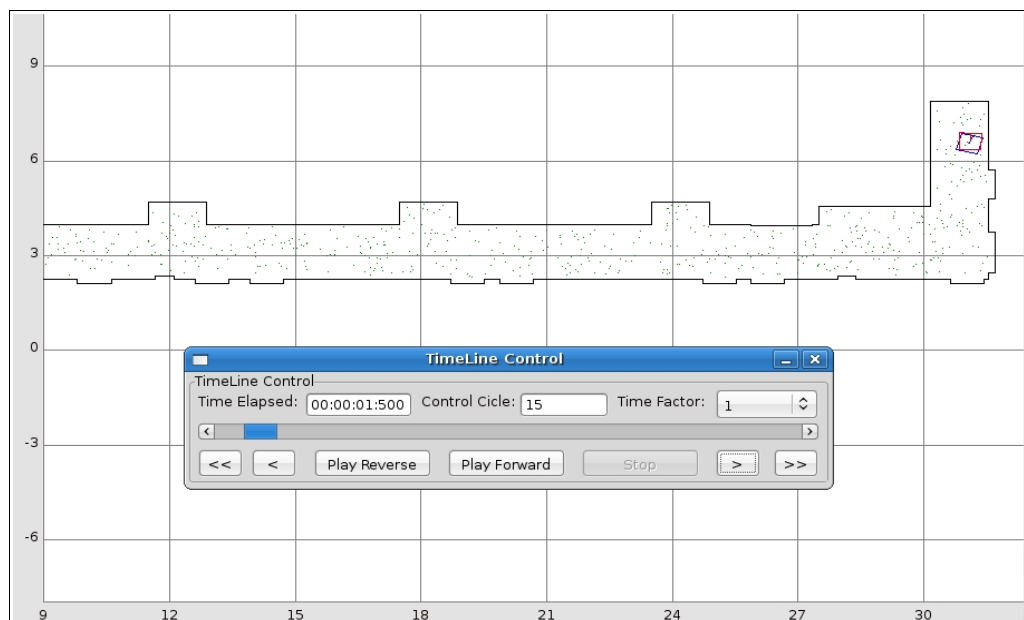 9
6
3
0
-3
-6
TimeLine Control
TimeLine Control
Time Elapsed: 00:00:01:500 Control Cicle: 15 Time Factor: 1
<< < Play Reverse Play Forward Stop > >>
9 12 15 18 21 24 27 30